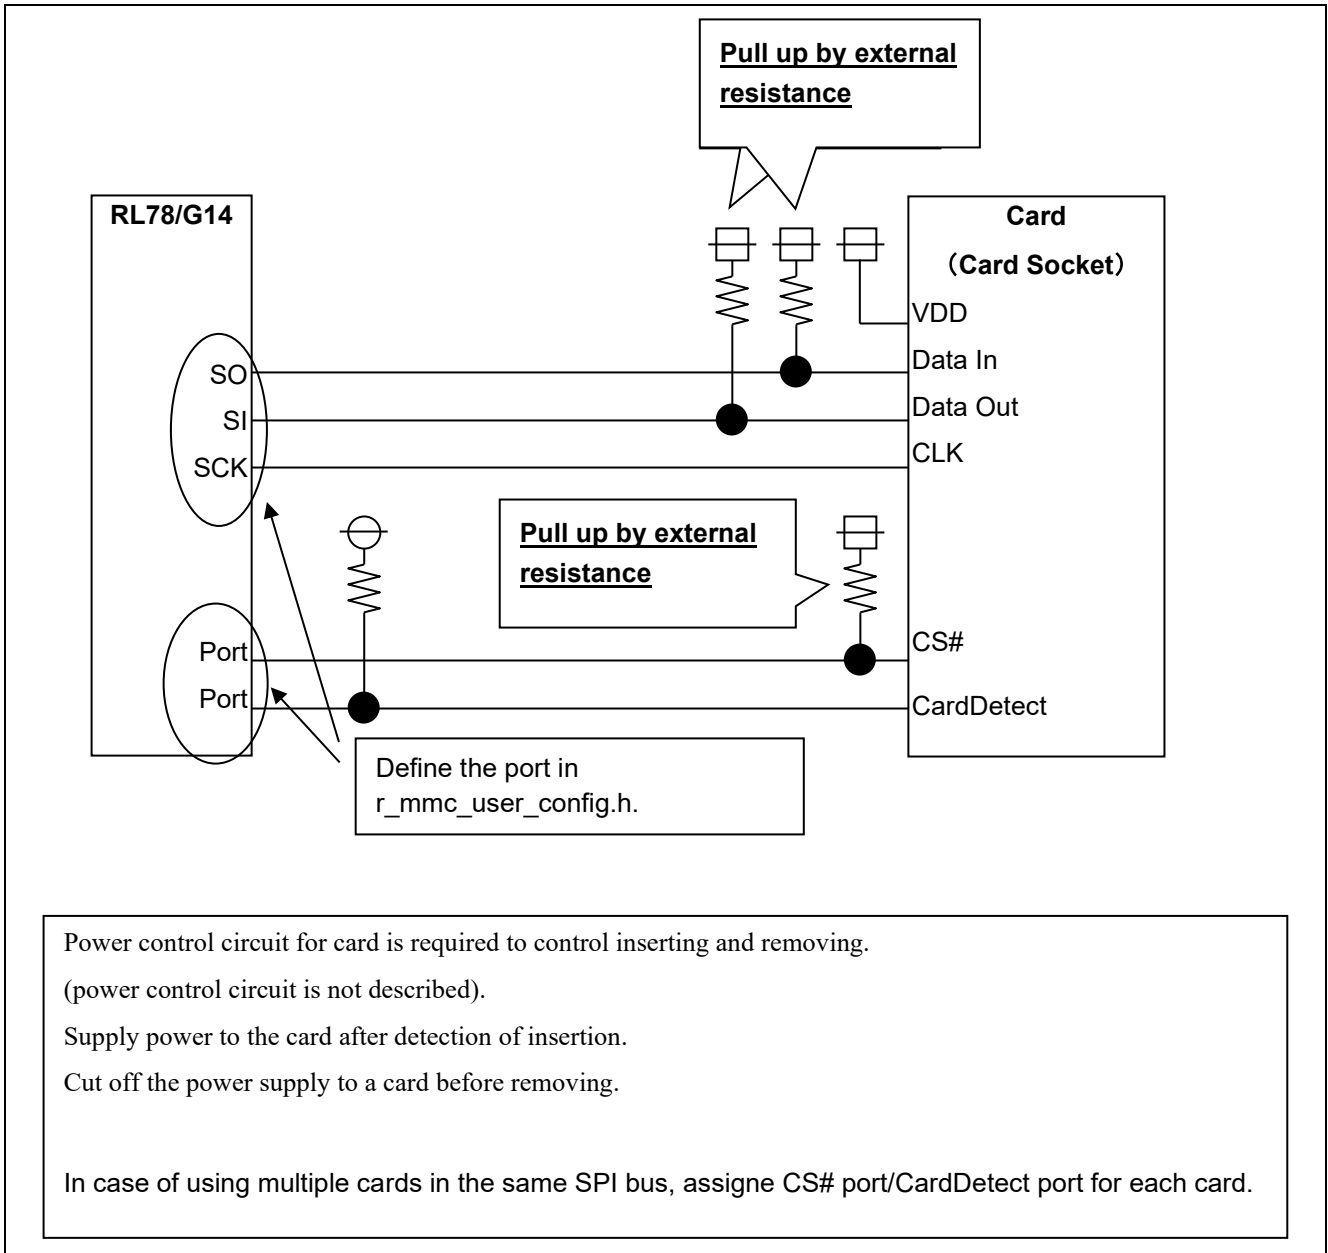 Pull up by external
resistance
RL78/G14
Card
（Card Socket）
VDD
SO
Data In
SI
Data Out
SCK
CLK
Pull up by external
resistance
Port
CS#
Port
CardDetect
Define the port in
r_mmc_user_config.h.
Power control circuit for card is required to control inserting and removing.
(power control circuit is not described).
Supply power to the card after detection of insertion.
Cut off the power supply to a card before removing.
In case of using multiple cards in the same SPI bus, assigne CS# port/CardDetect port for each card.